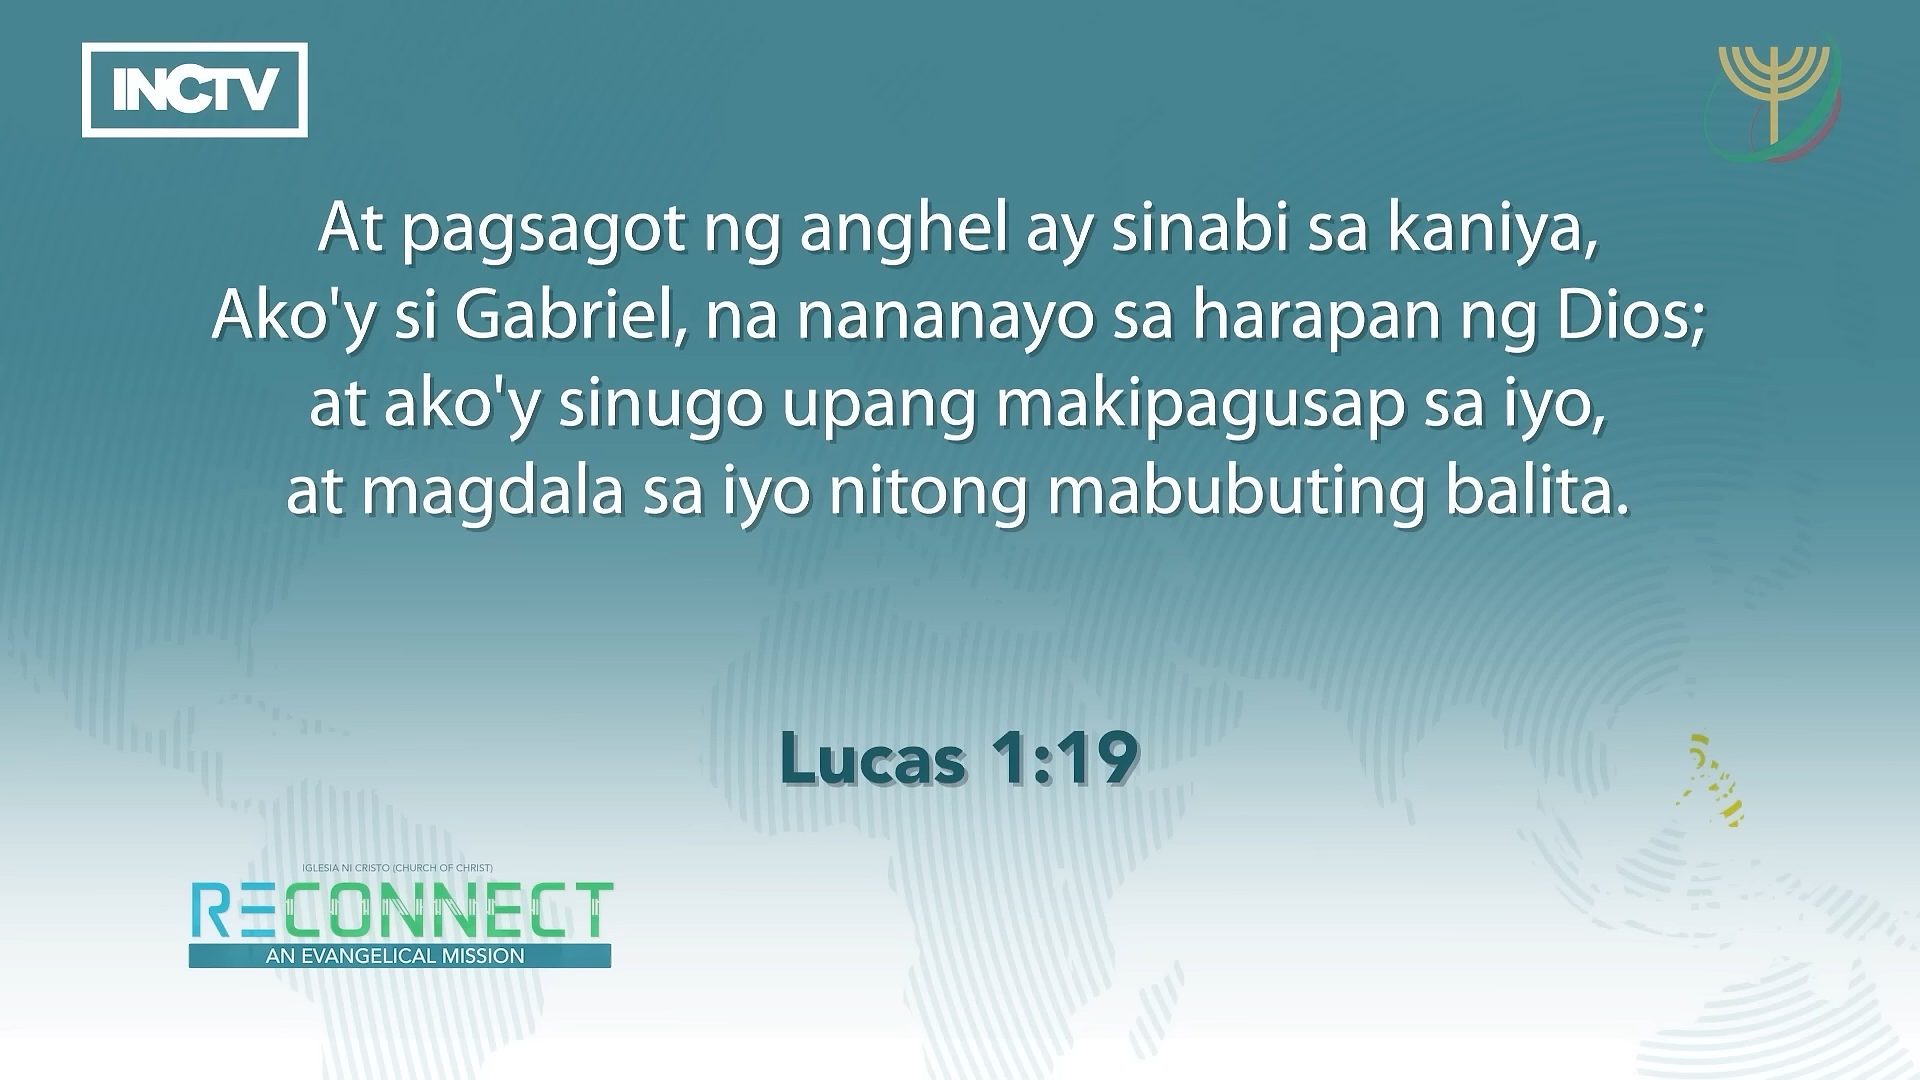 INCTV
At pagsagot ng anghel ay sinabi sa kaniya,
Ako'y si Gabriel, na nananayo sa harapan ng Dios;
at ako'y sinugo upang makipagusap sa iyo,
at magdala sa iyo nitong mabubuting balita.
Lucas 1:19
IGLESIA NI CRISTO (CHURCH OF CHRIST)
RECONNECT
AN EVANGELICAL MISSION